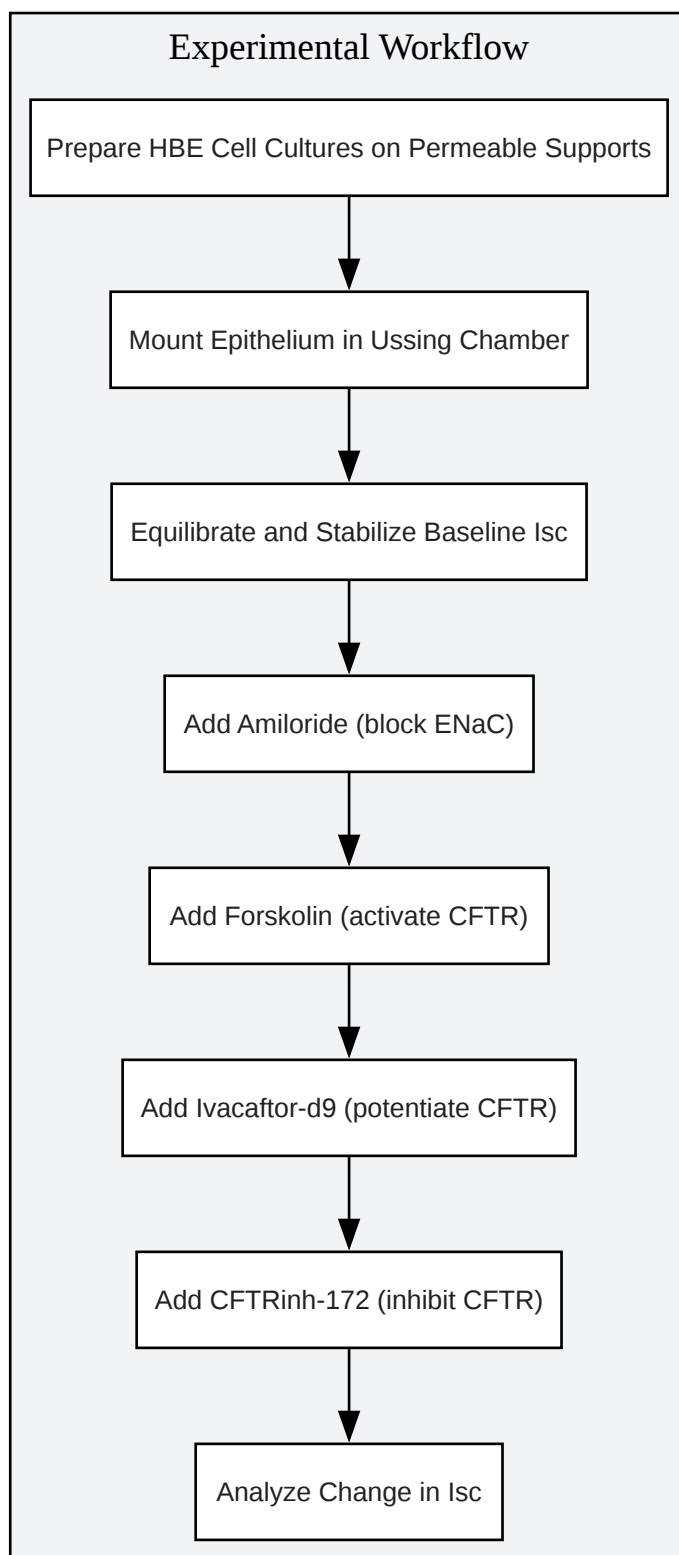 Experimental Workflow
Prepare HBE Cell Cultures on Permeable Supports
Mount Epithelium in Ussing Chamber
Equilibrate and Stabilize Baseline Isc
Add Amiloride (block ENaC)
Add Forskolin (activate CFTR)
Add Ivacaftor-d9 (potentiate CFTR)
Add CFTRinh-172 (inhibit CFTR)
Analyze Change in Isc